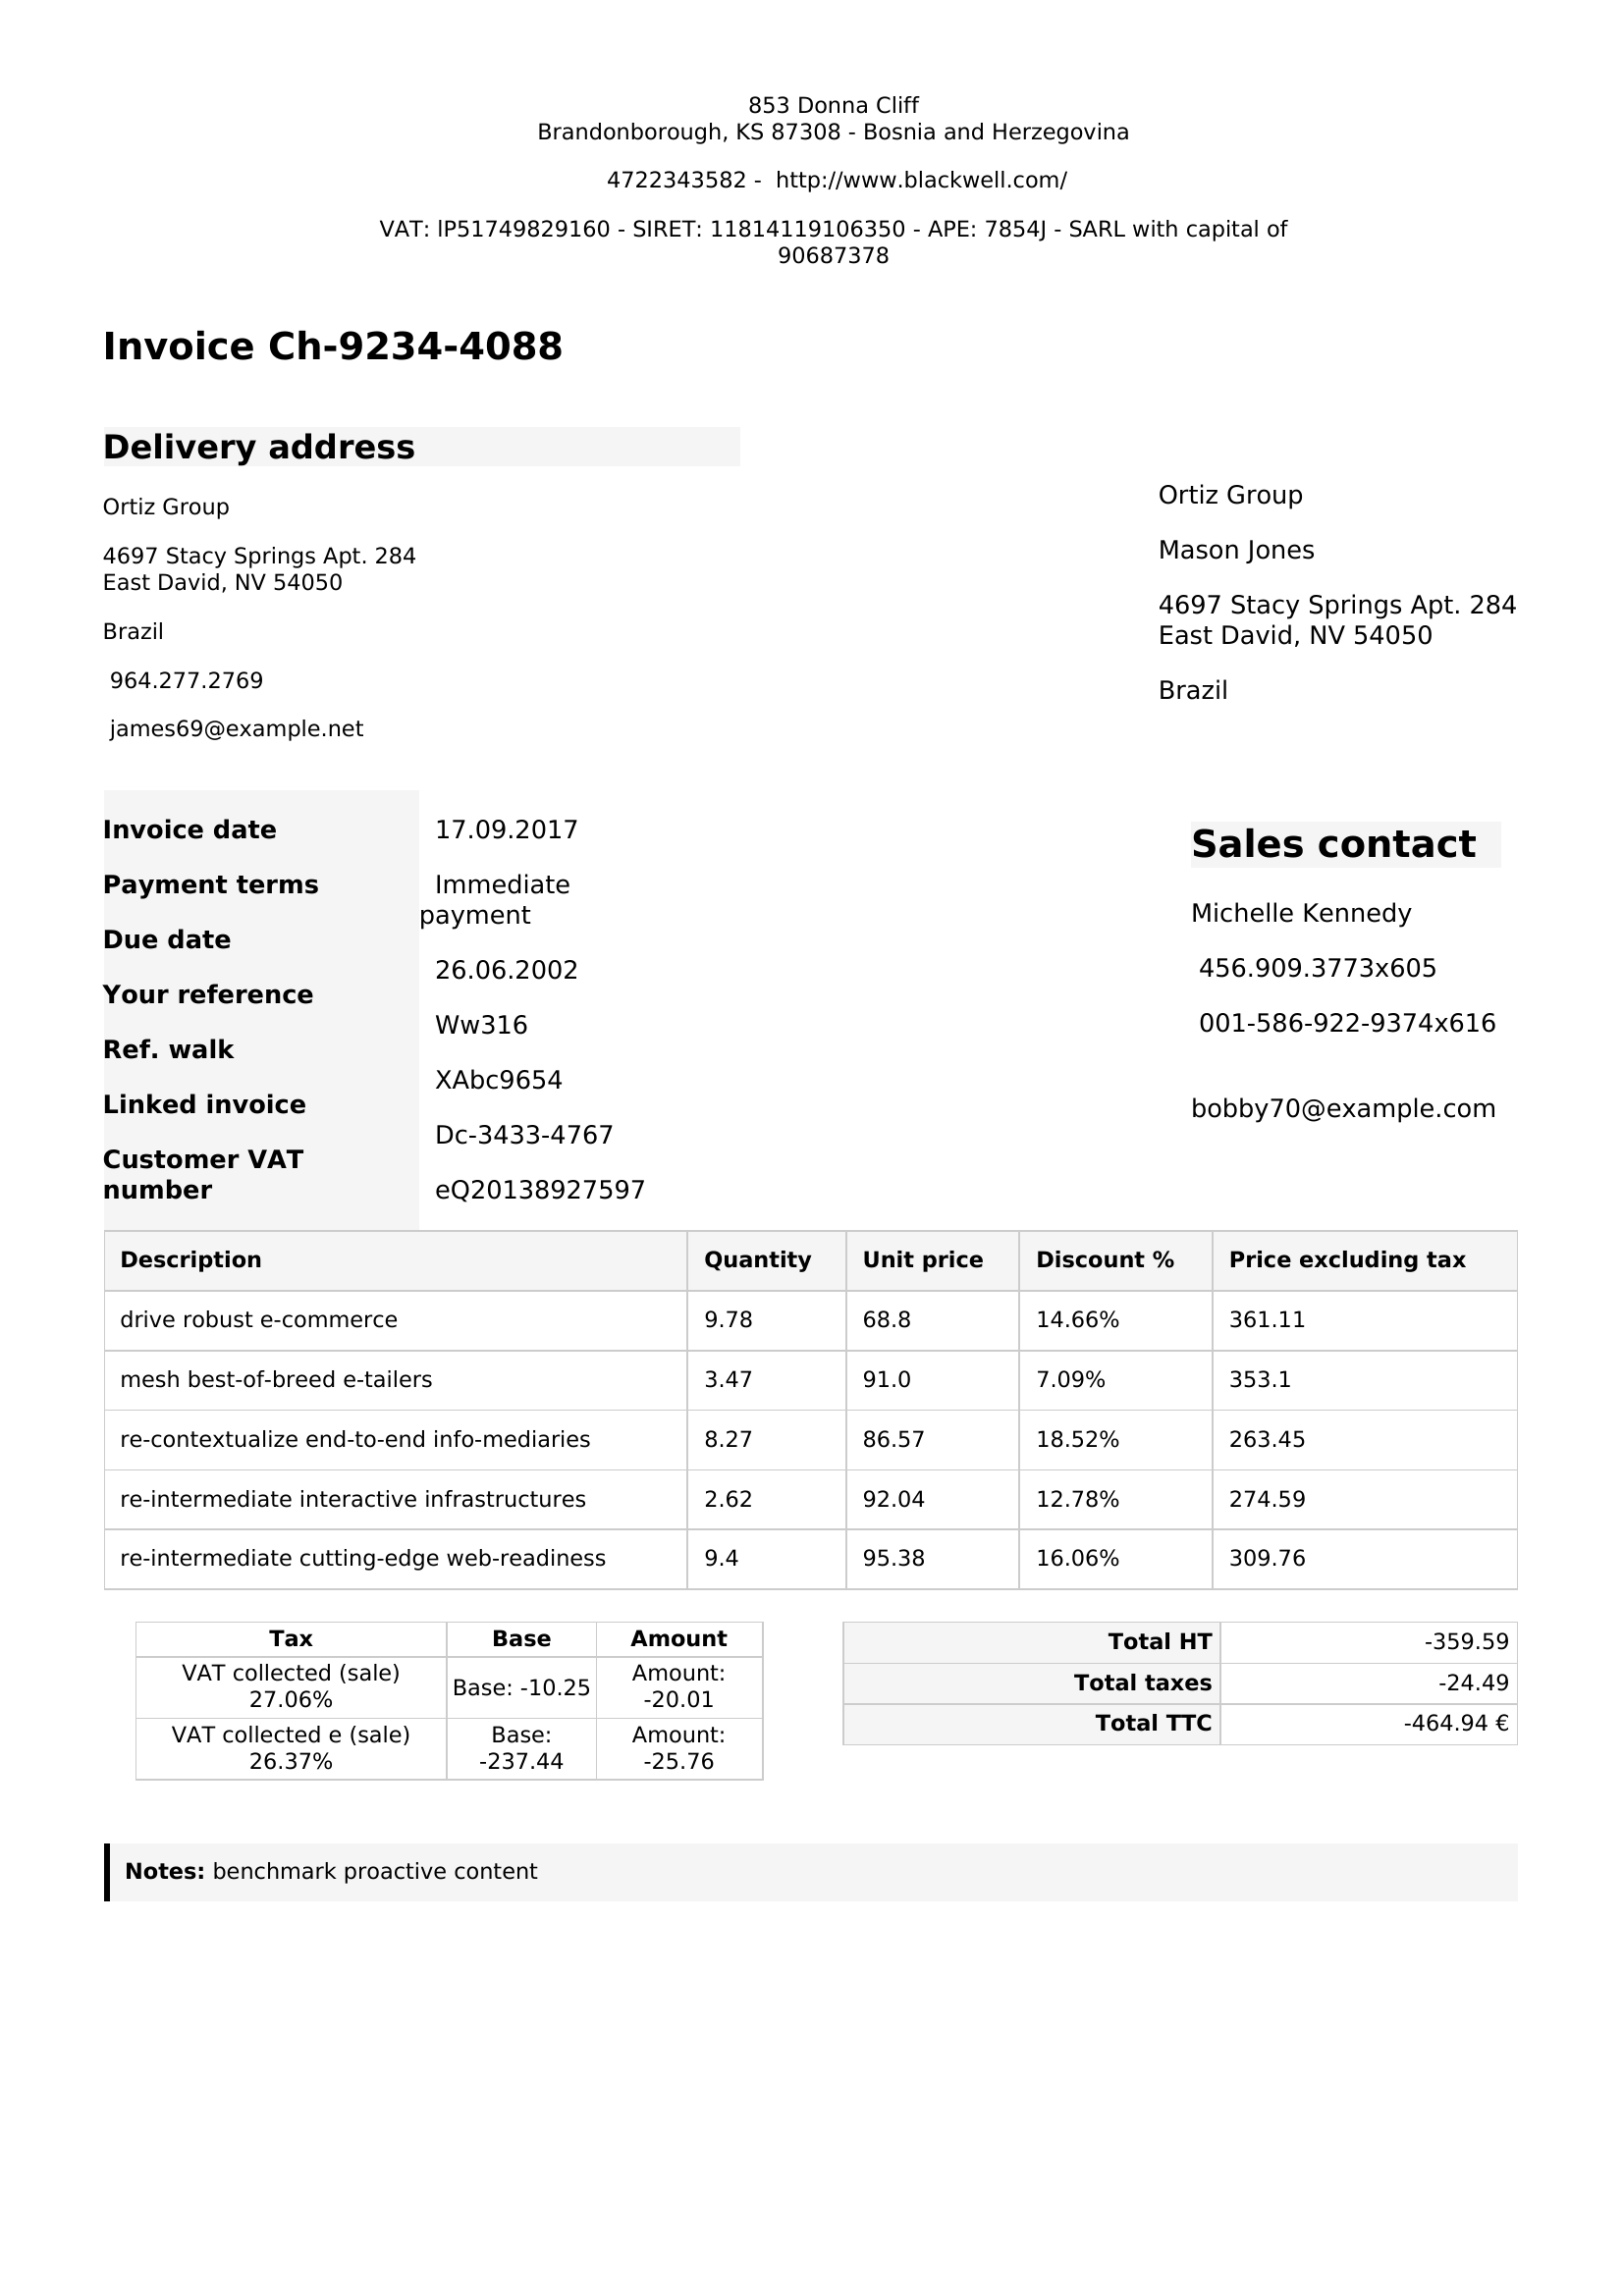 853 Donna Cliff
Brandonborough, KS 87308 - Bosnia and Herzegovina
4722343582 - http://www.blackwell.com/
VAT: lP51749829160 - SIRET: 11814119106350 - APE: 7854J - SARL with capital of
90687378
Invoice Ch-9234-4088
Delivery address
Ortiz Group
4697 Stacy Springs Apt. 284
East David, NV 54050
Brazil
964.277.2769
james69@example.net
Ortiz Group
Mason Jones
4697 Stacy Springs Apt. 284
East David, NV 54050
Brazil
Invoice date
Payment terms
Due date
Your reference
Ref. walk
Linked invoice
Customer VAT
number
17.09.2017
Immediate
payment
26.06.2002
Ww316
XAbc9654
Dc-3433-4767
eQ20138927597
Sales contact
Michelle Kennedy
456.909.3773x605
001-586-922-9374x616
bobby70@example.com
Description Quantity Unit price Discount % Price excluding tax
drive robust e-commerce 9.78 68.8 14.66% 361.11
mesh best-of-breed e-tailers 3.47 91.0 7.09% 353.1
re-contextualize end-to-end info-mediaries 8.27 86.57 18.52% 263.45
re-intermediate interactive infrastructures 2.62 92.04 12.78% 274.59
re-intermediate cutting-edge web-readiness 9.4 95.38 16.06% 309.76
Tax Base Amount
VAT collected (sale)
27.06%
Base: -10.25
Amount:
-20.01
VAT collected e (sale)
26.37%
Base:
-237.44
Amount:
-25.76
Total HT -359.59
Total taxes -24.49
Total TTC -464.94 €
Notes: benchmark proactive content